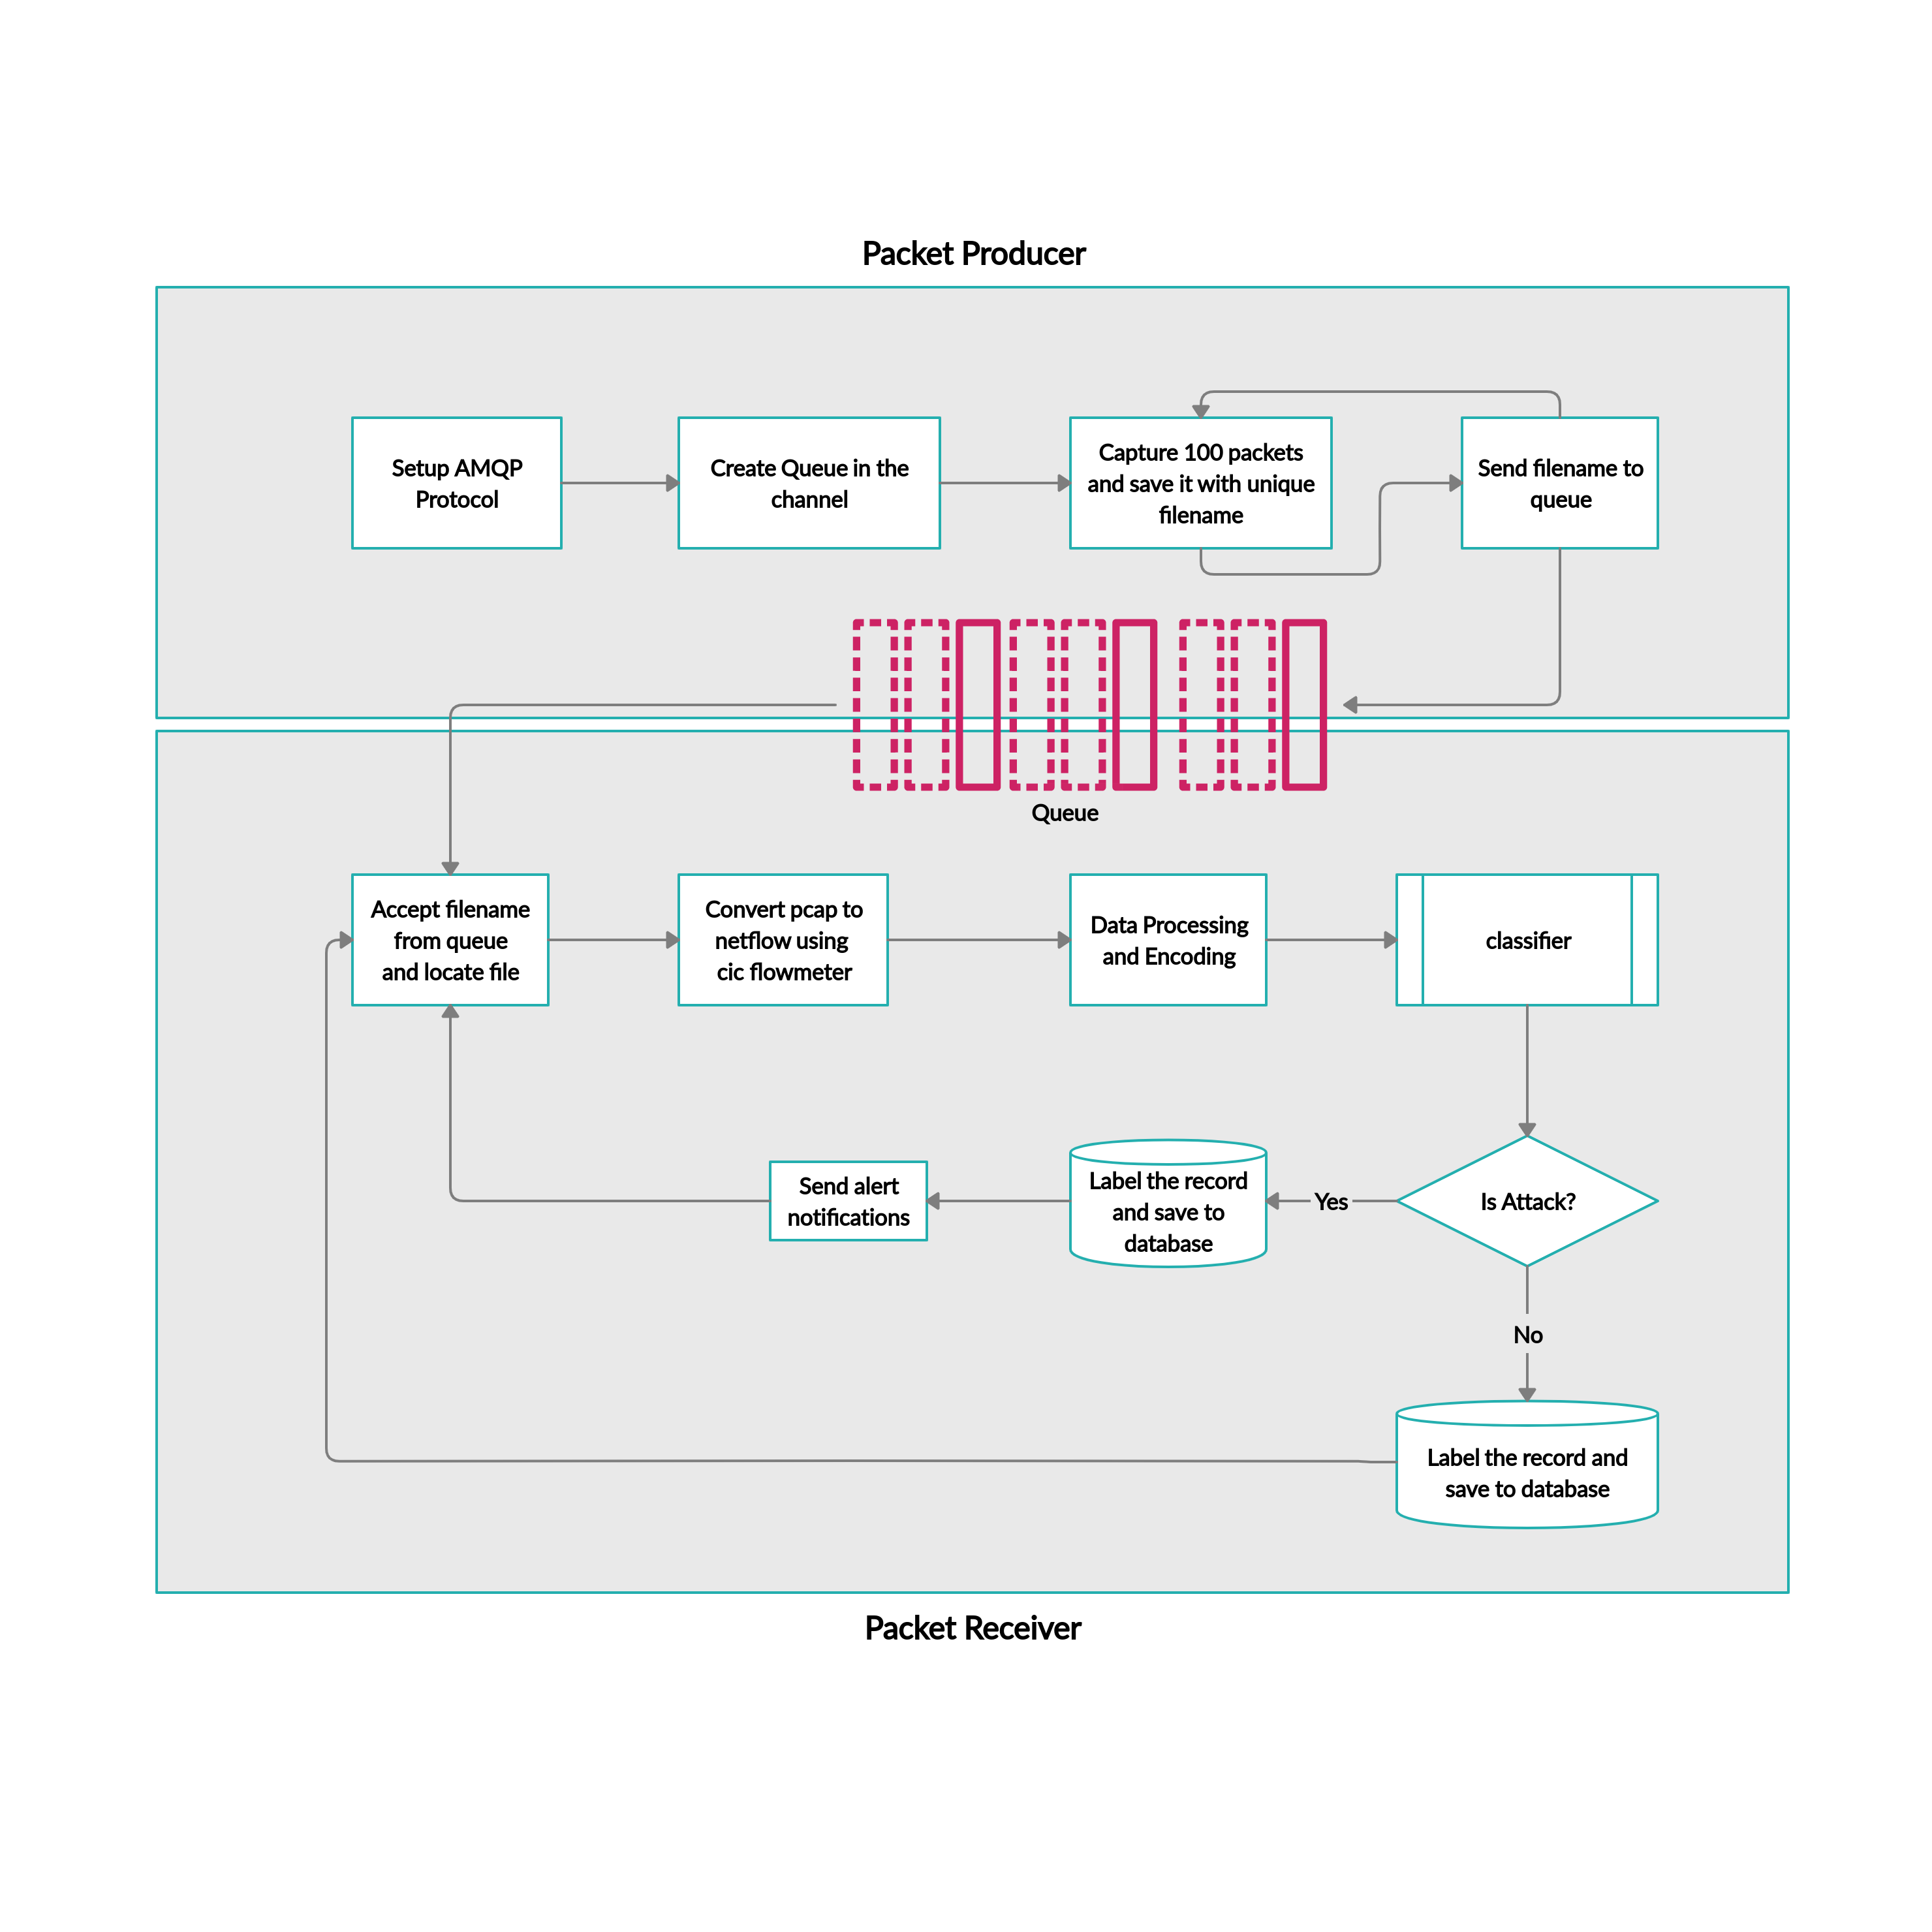 Packet Producer
Setup AMQP
Protocol
Create Queue in the
channel
Capture 100 packets
and save it with unique
filename
Send filename to
queue
Queue
Accept filename
from queue
and locate file
Convert pcap to
netflow using
cic flowmeter
Data Processing
and Encoding
classifier
Is Attack?
Yes
Label the record
and save to
database
Send alert
notifications
No
Label the record and
save to database
Packet Receiver